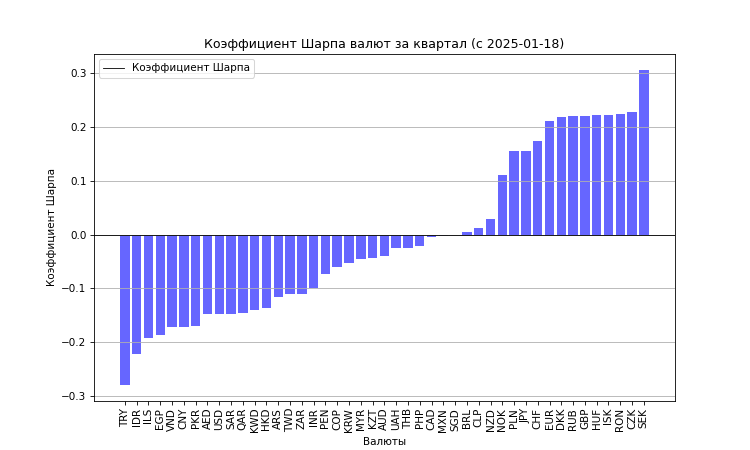 Коэффициент Шарпа валют за квартал (с 2025-01-18)
Коэффициент Шарпа
0.3
0.2
0.1
0.0
−0.1
−0.2
−0.3
Коэффициент Шарпа
TRY IDR ILS EGP VND CNY PKR AED USD SAR QAR KWD HKD ARS TWD ZAR INR PEN COP KRW MYR KZT AUD UAH THB PHP CAD MXN SGD BRL CLP NZD NOK PLN JPY CHF EUR DKK RUB GBP HUF ISK RON CZK SEK
Валюты